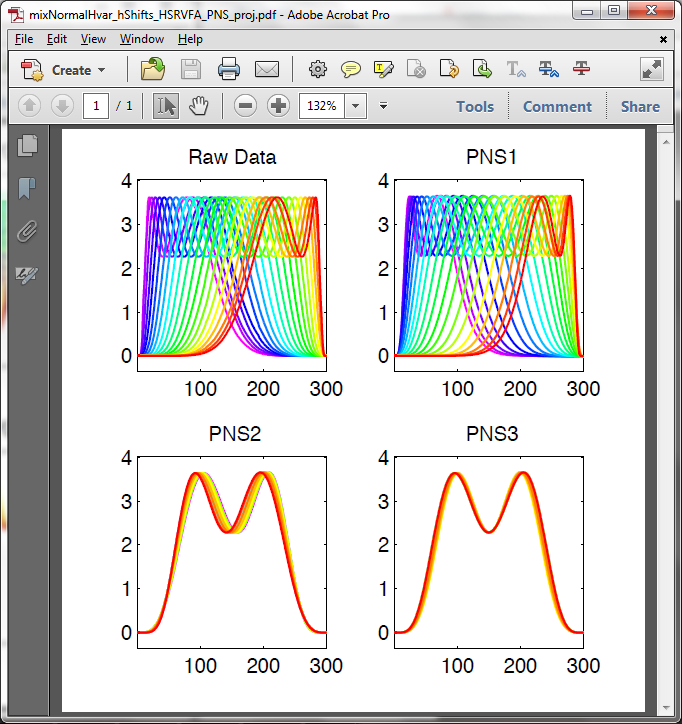 mixNormalHvar_hShifts_HSRVFA_PNS_proj.pdf - Adobe Acrobat Pro
File Edit View Window Help
Create
1 / 1 132% Tools Comment Share
Raw Data PNS1
4 4
3 3
2 2
1 1
0 0
100 200 300 100 200 300
PNS2 PNS3
4 4
3 3
2 2
1 1
0 0
100 200 300 100 200 300